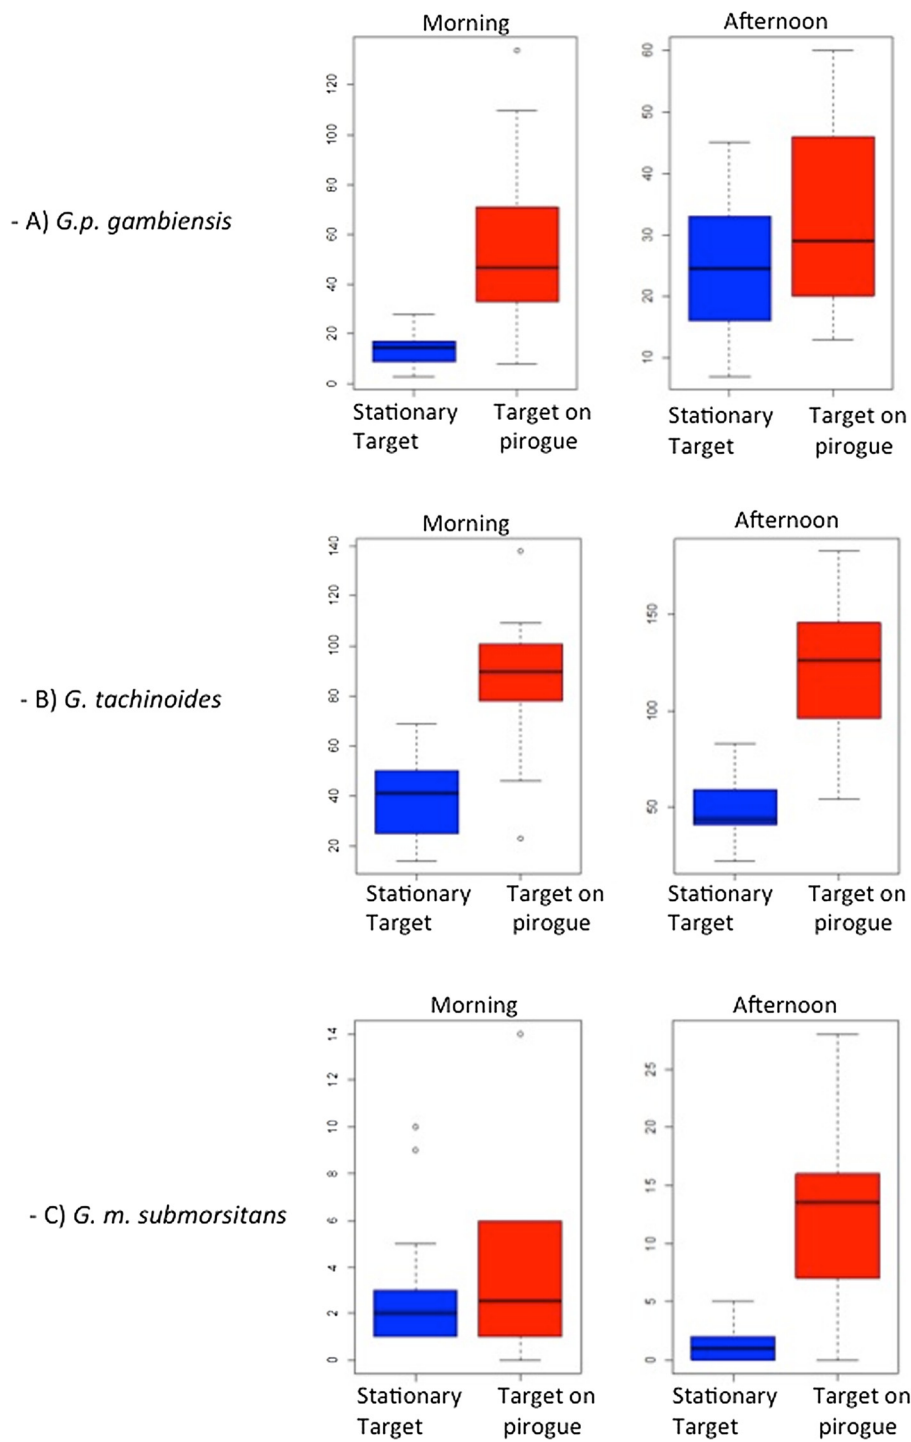 Morning
Afternoon
120
100
80
60
40
20
0
60
50
40
30
20
10
- A) G.p. gambiensis
Stationary Target
Target on pirogue
Stationary Target
Target on pirogue
Morning
Afternoon
140
120
100
80
60
40
20
150
100
50
- B) G. tachinoides
Stationary Target
Target on pirogue
Stationary Target
Target on pirogue
Morning
Afternoon
14
12
10
8
6
4
2
0
25
20
15
10
5
0
- C) G. m. submorsitans
Stationary Target
Target on pirogue
Stationary Target
Target on pirogue